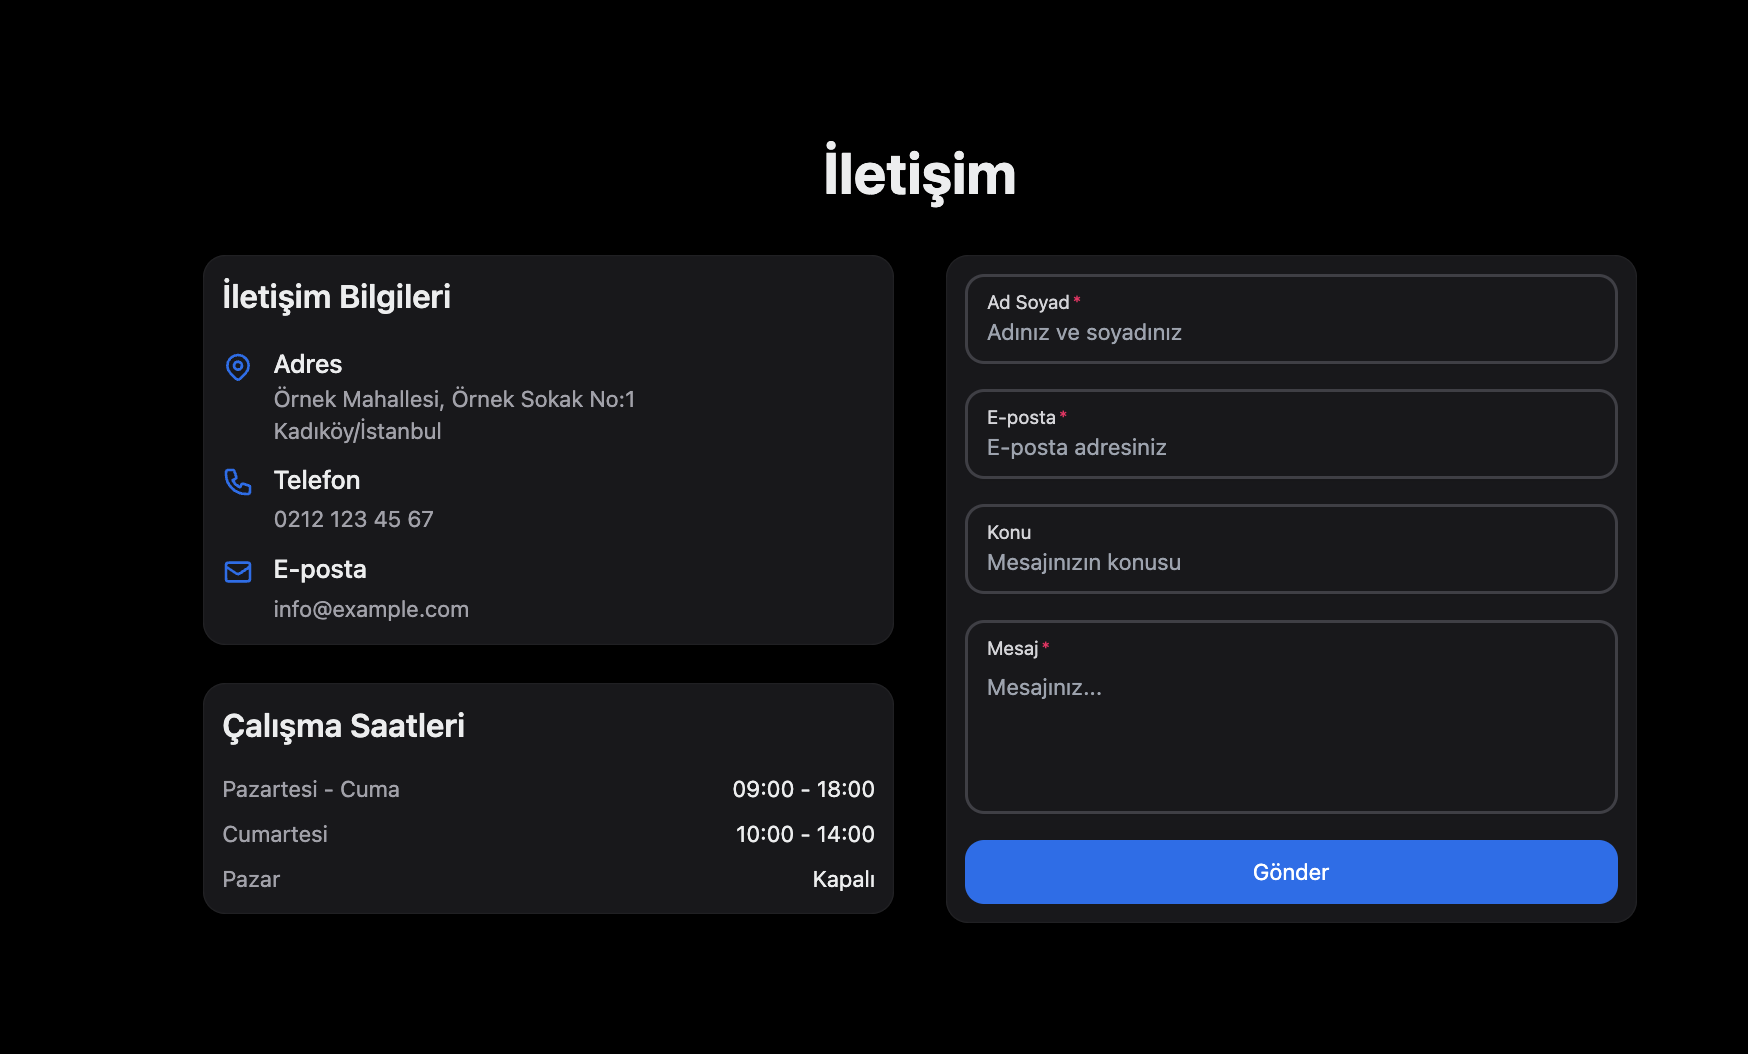 İletişim
İletişim Bilgileri
Adres
Örnek Mahallesi, Örnek Sokak No:1
Kadıköy/İstanbul
Telefon
0212 123 45 67
E-posta
info@example.com
Çalışma Saatleri
Pazartesi - Cuma 09:00 - 18:00
Cumartesi 10:00 - 14:00
Pazar Kapalı
Ad Soyad*
Adınız ve soyadınız
E-posta*
E-posta adresiniz
Konu
Mesajınızın konusu
Mesaj*
Mesajınız...
Gönder